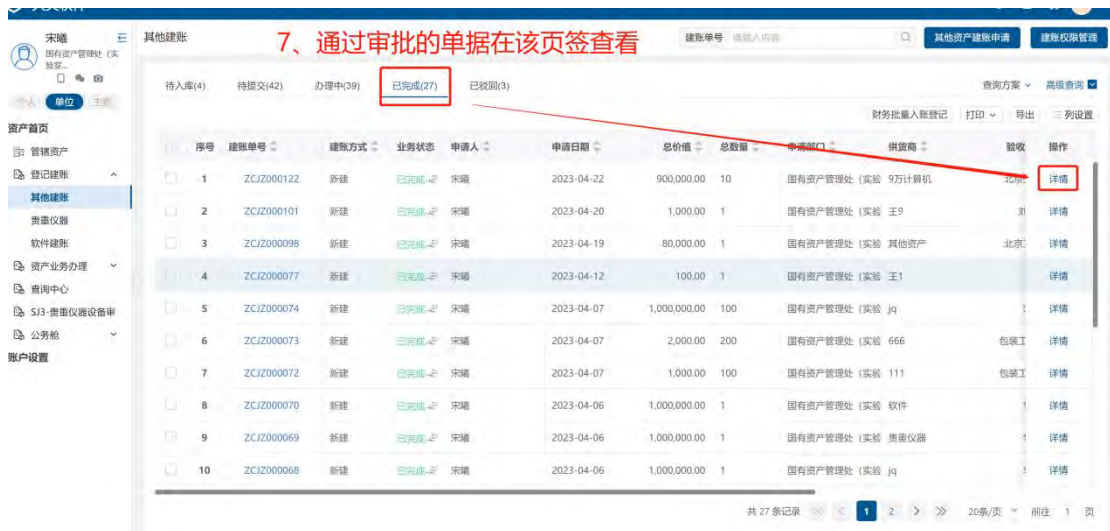 宋曦
国有资产管理处（实
验室...
单位
资产首页
管辖资产
登记建账
其他建账
贵重仪器
软件建账
资产业务办理
查询中心
SJ3-贵重仪器设备审
公务舱
账户设置
其他建账
7、通过审批的单据在该页签查看
建账单号 请输入内容
其他资产建账申请 建账权限管理
待入库(4) 待提交(42) 办理中(39) 已完成(27) 已驳回(3)
查询方案 高级查询
财务批量入账登记 打印 导出 列设置
序号 建账单号 建账方式 业务状态 申请人 申请日期 总价值 总数量 申请部门 供货商 验收 操作
1 ZCJZ000122 新建 已完成 宋曦 2023-04-22 900,000.00 10 国有资产管理处（实验 9万计算机 北京 详情
2 ZCJZ000101 新建 已完成 宋曦 2023-04-20 1,000.00 1 国有资产管理处（实验 王9 详情
3 ZCJZ000098 新建 已完成 宋曦 2023-04-19 80,000.00 1 国有资产管理处（实验 其他资产 北京 详情
4 ZCJZ000077 新建 已完成 宋曦 2023-04-12 100.00 1 国有资产管理处（实验 王1 详情
5 ZCJZ000074 新建 已完成 宋曦 2023-04-07 1,000,000.00 100 国有资产管理处（实验 jq 详情
6 ZCJZ000073 新建 已完成 宋曦 2023-04-07 2,000.00 200 国有资产管理处（实验 666 包装工 详情
7 ZCJZ000072 新建 已完成 宋曦 2023-04-07 1,000.00 100 国有资产管理处（实验 111 包装工 详情
8 ZCJZ000070 新建 已完成 宋曦 2023-04-06 1,000,000.00 1 国有资产管理处（实验 软件 详情
9 ZCJZ000069 新建 已完成 宋曦 2023-04-06 1,000,000.00 1 国有资产管理处（实验 贵重仪器 详情
10 ZCJZ000068 新建 已完成 宋曦 2023-04-06 1,000,000.00 1 国有资产管理处（实验 jq 详情
共 27 条记录 1 2 20条/页 前往 1 页